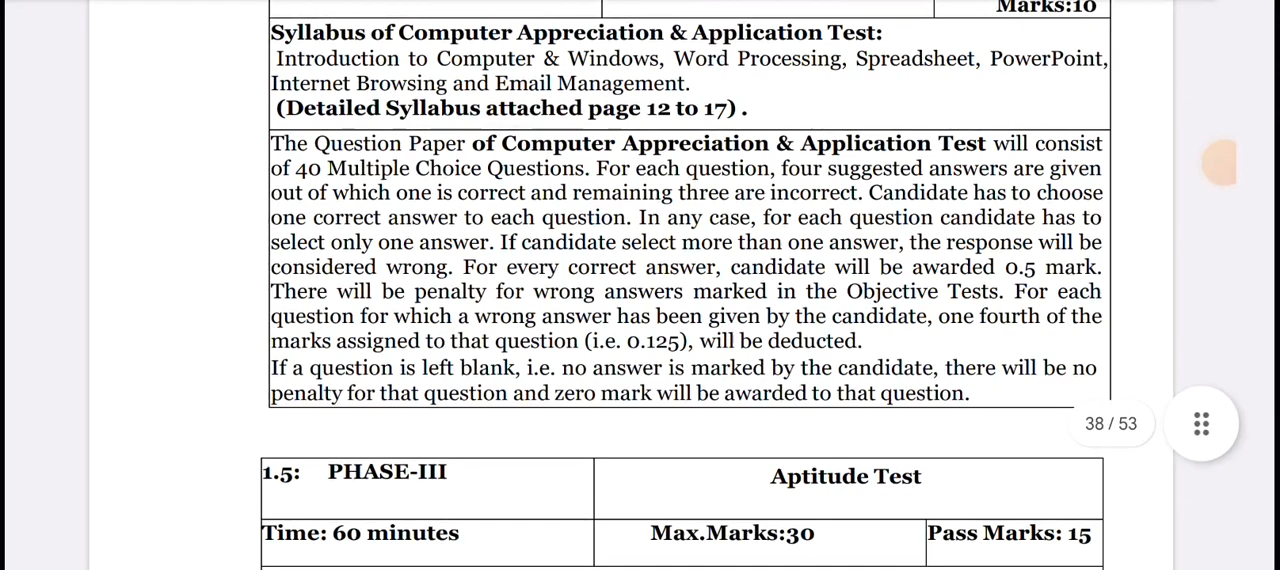 Marks:10
Syllabus of Computer Appreciation & Application Test:
Introduction to Computer & Windows, Word Processing, Spreadsheet, PowerPoint,
Internet Browsing and Email Management.
(Detailed Syllabus attached page 12 to 17) .
The Question Paper of Computer Appreciation & Application Test will consist
of 40 Multiple Choice Questions. For each question, four suggested answers are given
out of which one is correct and remaining three are incorrect. Candidate has to choose
one correct answer to each question. In any case, for each question candidate has to
select only one answer. If candidate select more than one answer, the response will be
considered wrong. For every correct answer, candidate will be awarded 0.5 mark.
There will be penalty for wrong answers marked in the Objective Tests. For each
question for which a wrong answer has been given by the candidate, one fourth of the
marks assigned to that question (i.e. 0.125), will be deducted.
If a question is left blank, i.e. no answer is marked by the candidate, there will be no
penalty for that question and zero mark will be awarded to that question.
38 / 53
1.5: PHASE-III Aptitude Test
Time: 60 minutes Max.Marks:30 Pass Marks: 15